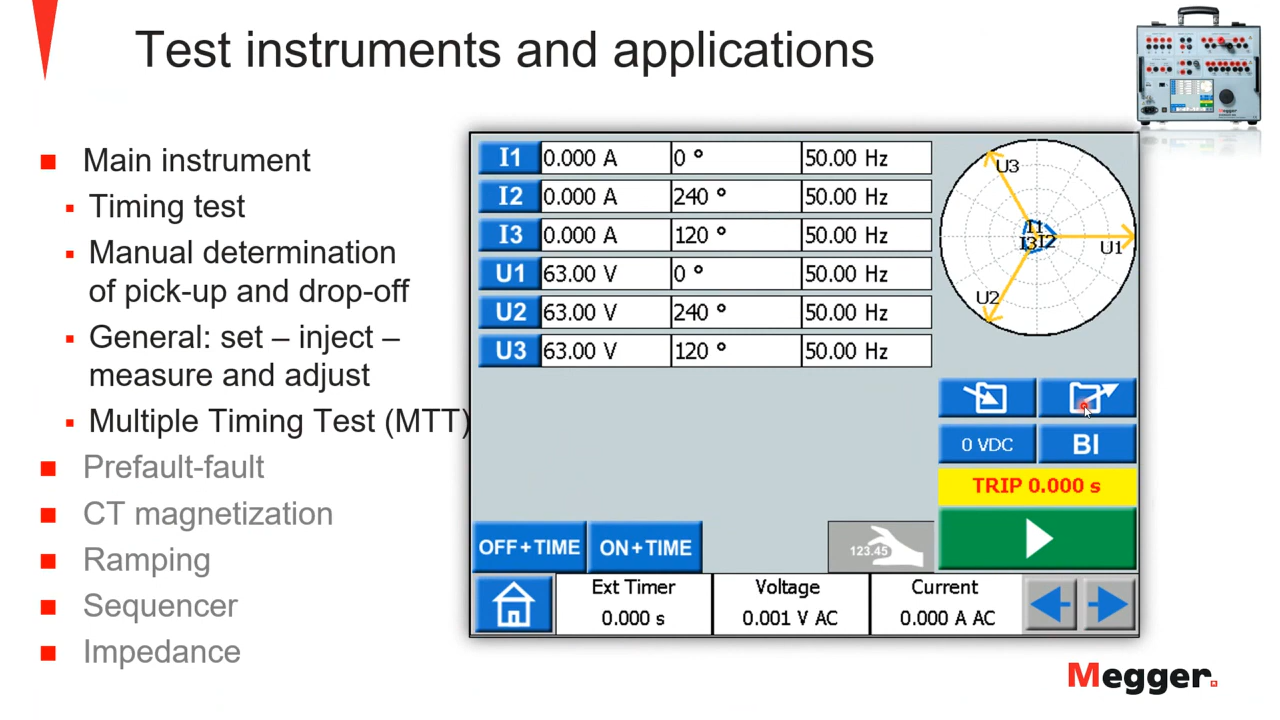 Test instruments and applications
Main instrument
Timing test
Manual determination
of pick-up and drop-off
General: set – inject –
measure and adjust
Multiple Timing Test (MTT)
Prefault-fault
CT magnetization
Ramping
Sequencer
Impedance
I1 0.000 A 0 ° 50.00 Hz
I2 0.000 A 240 ° 50.00 Hz
I3 0.000 A 120 ° 50.00 Hz
U1 63.00 V 0 ° 50.00 Hz
U2 63.00 V 240 ° 50.00 Hz
U3 63.00 V 120 ° 50.00 Hz
U3
I1
I3 I2
U1
U2
0 VDC BI
TRIP 0.000 s
OFF+TIME ON+TIME 123.45
Ext Timer Voltage Current
0.000 s 0.001 V AC 0.000 A AC
Megger
Megger.